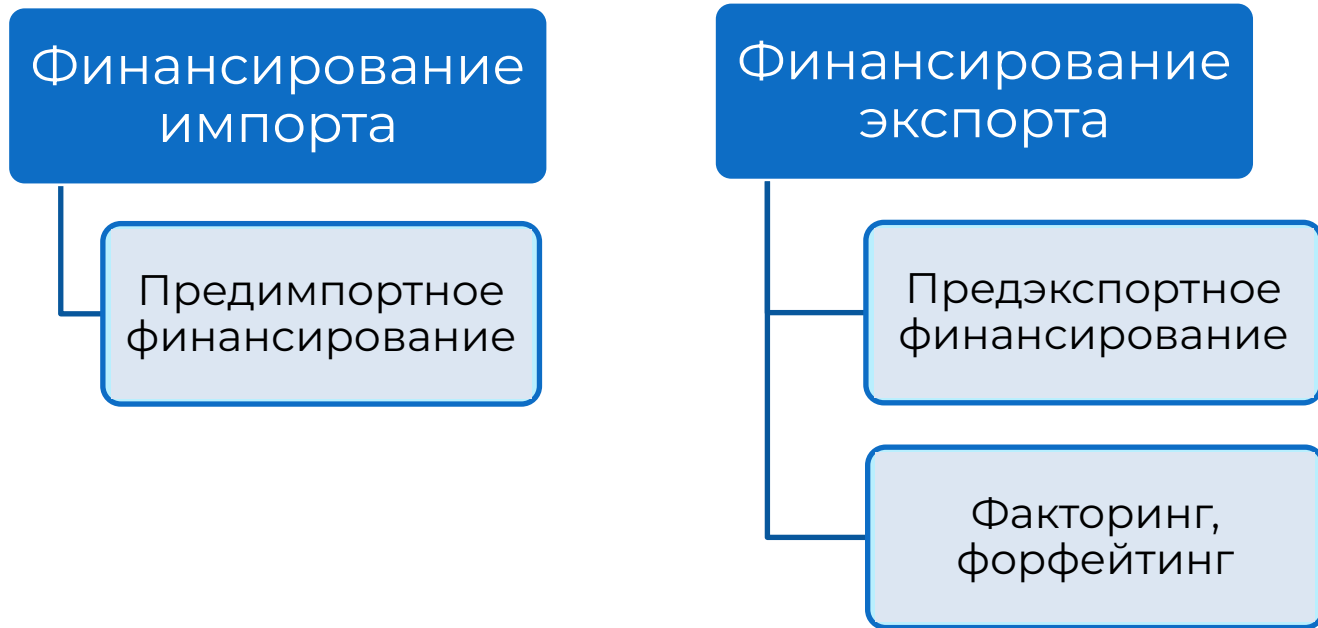 Финансирование
импорта
Предимпортное
финансирование
Финансирование
экспорта
Предэкспортное
финансирование
Факторинг,
форфейтинг